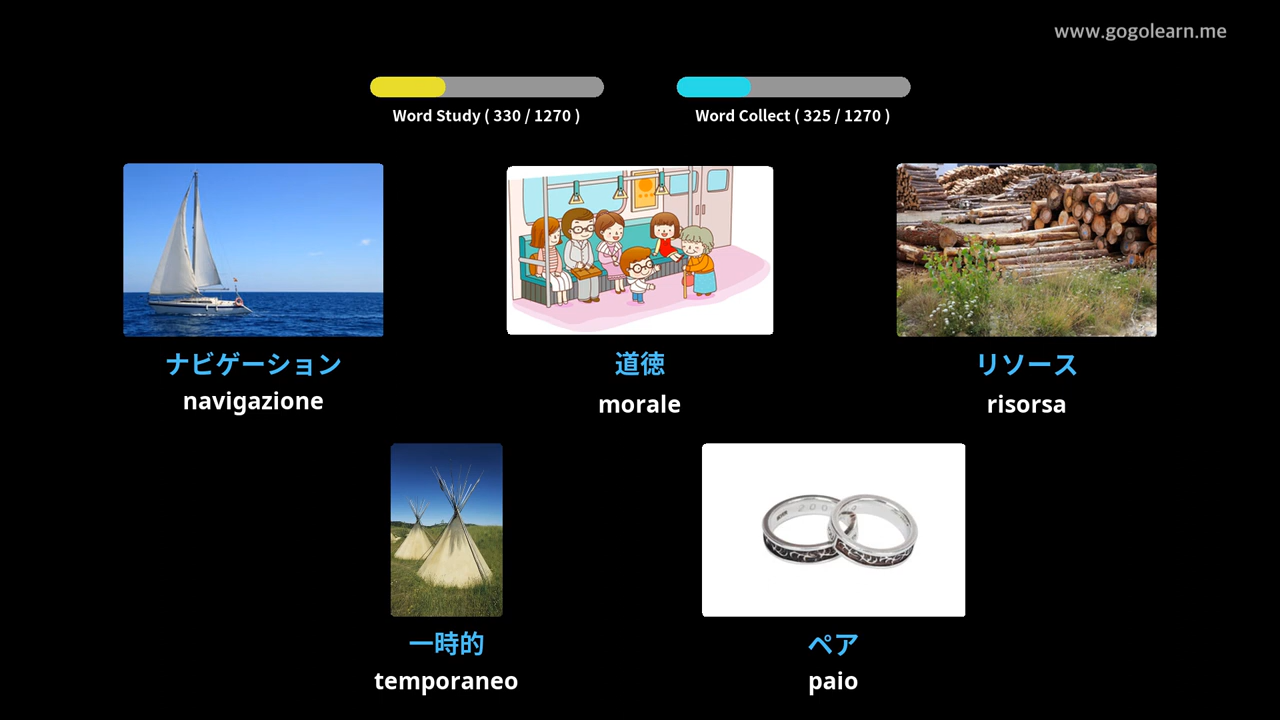 www.gogolearn.me
Word Study ( 330 / 1270 )
Word Collect ( 325 / 1270 )
ナビゲーション
navigazione
道徳
morale
リソース
risorsa
一時的
temporaneo
ペア
paio